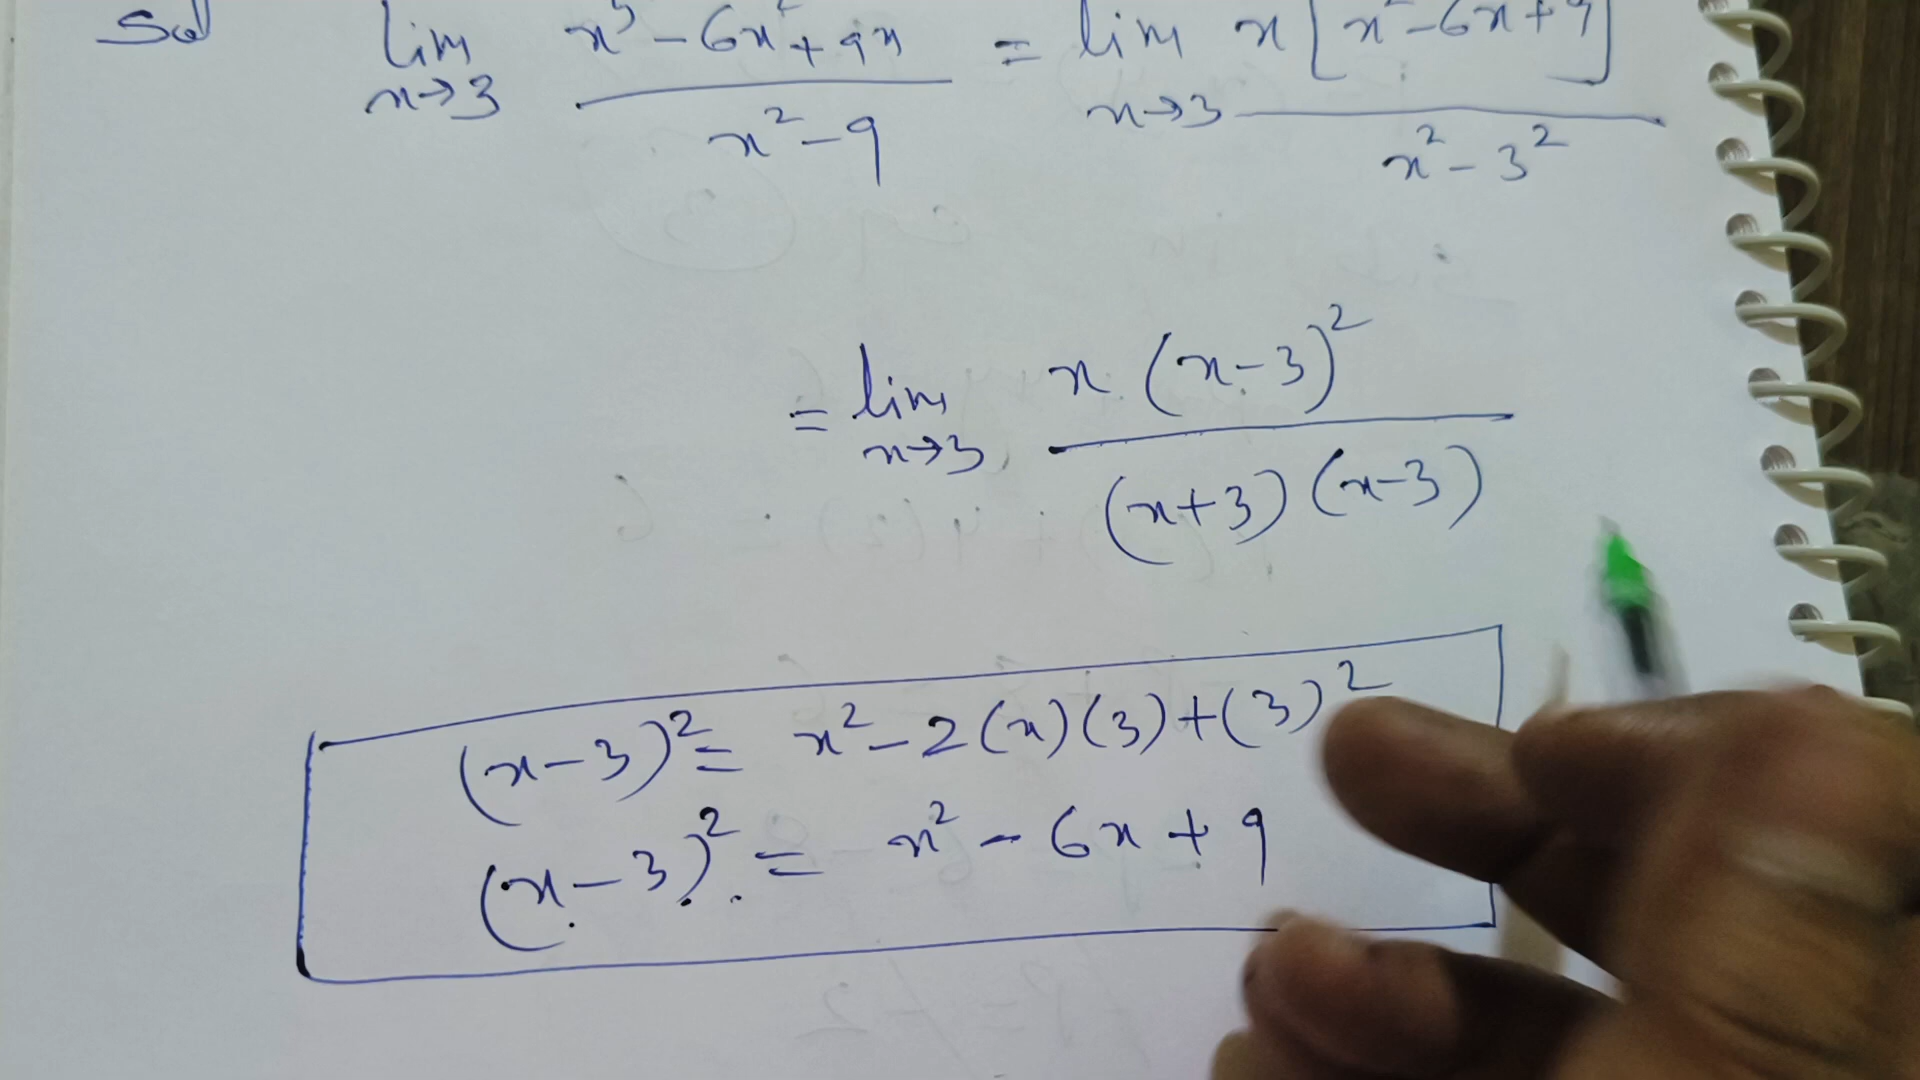 Sol lim x→3 x³-6x²+9x / x²-9 = lim x→3 x[x²-6x+9] / x²-3²
= lim x→3 x(x-3)² / (x+3)(x-3)
(x-3)² = x²-2(x)(3)+(3)²
(x-3)² = x²-6x+9